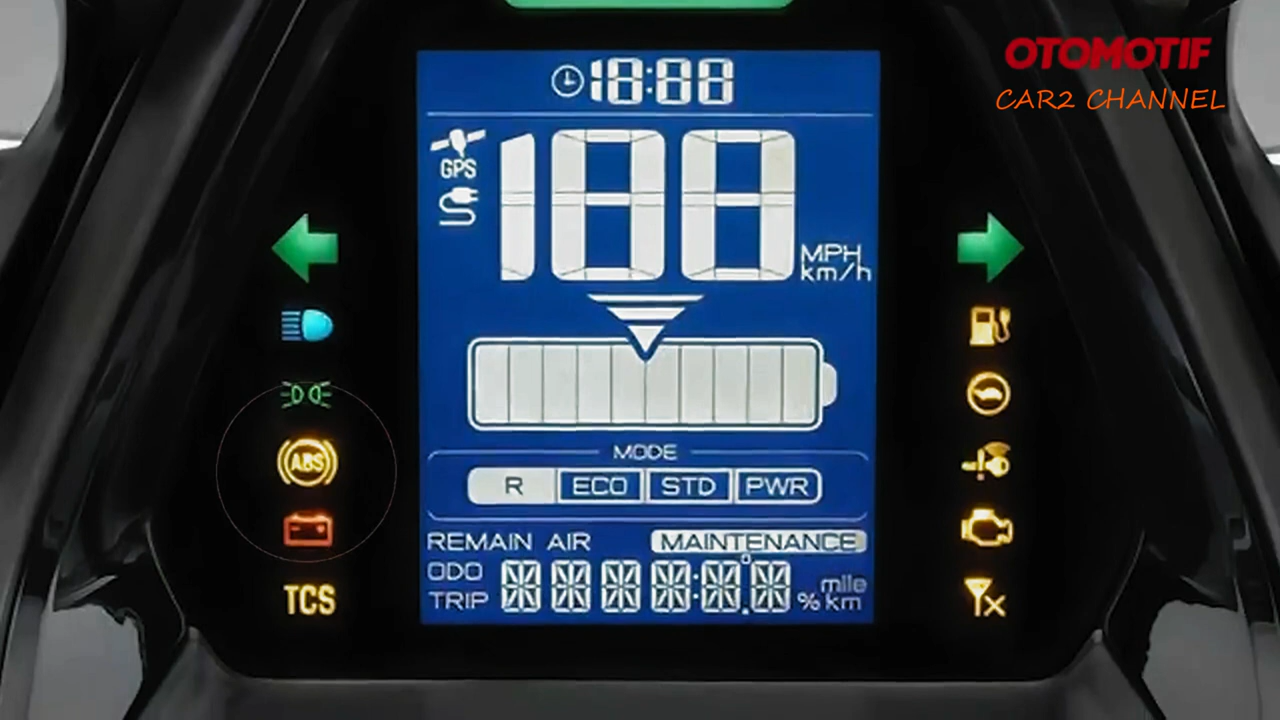 OTOMOTIF
CAR2 CHANNEL
18:88
GPS
188
MPH
km/h
MODE
R ECO STD PWR
REMAIN AIR MAINTENANCE
ODO
TRIP
mile
% km
ABS
TCS